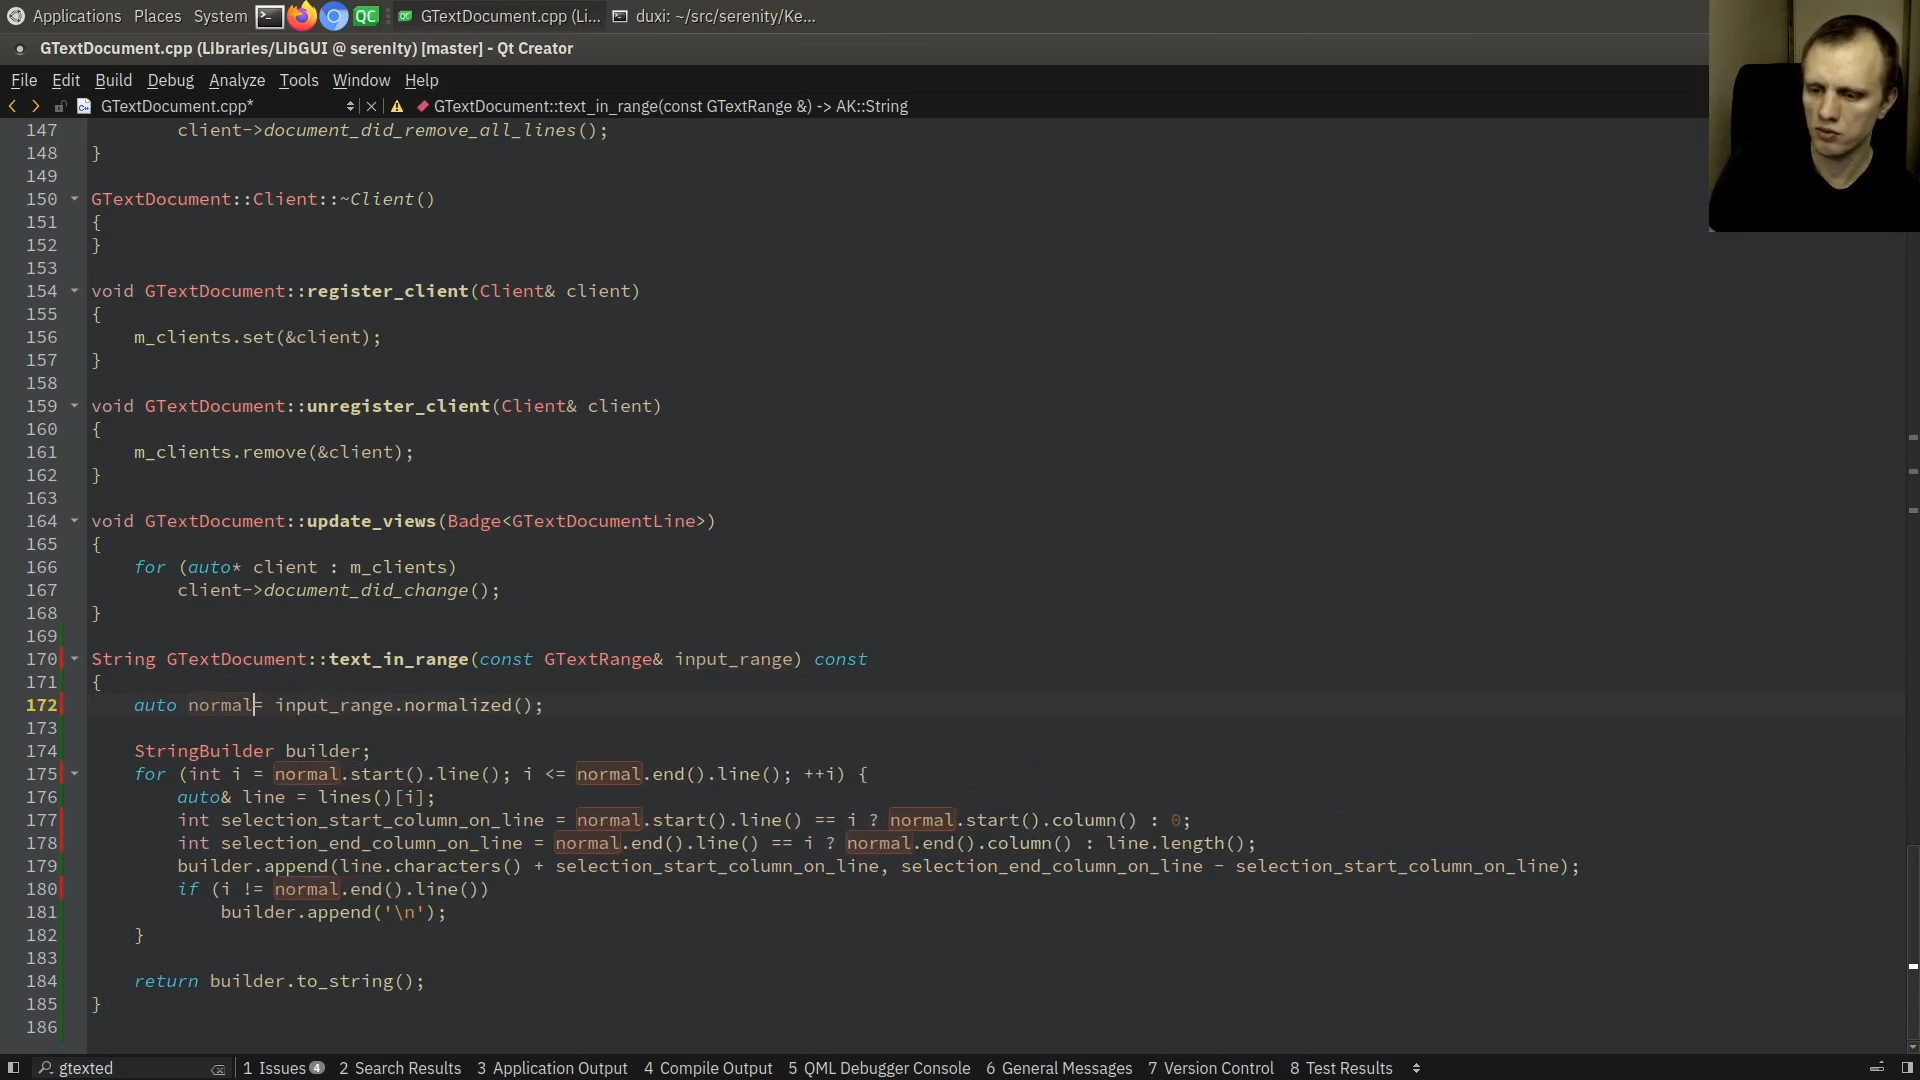 Applications Places System QC GTextDocument.cpp (Li... duxi: ~/src/serenity/Ke...
GTextDocument.cpp (Libraries/LibGUI @ serenity) [master] - Qt Creator
File Edit Build Debug Analyze Tools Window Help
GTextDocument.cpp* GTextDocument::text_in_range(const GTextRange &) -> AK::String
147 client->document_did_remove_all_lines();
148 }
149
150 GTextDocument::Client::~Client()
151 {
152 }
153
154 void GTextDocument::register_client(Client& client)
155 {
156 m_clients.set(&client);
157 }
158
159 void GTextDocument::unregister_client(Client& client)
160 {
161 m_clients.remove(&client);
162 }
163
164 void GTextDocument::update_views(Badge<GTextDocumentLine>)
165 {
166 for (auto* client : m_clients)
167 client->document_did_change();
168 }
169
170 String GTextDocument::text_in_range(const GTextRange& input_range) const
171 {
172 auto normal= input_range.normalized();
173
174 StringBuilder builder;
175 for (int i = normal.start().line(); i <= normal.end().line(); ++i) {
176 auto& line = lines()[i];
177 int selection_start_column_on_line = normal.start().line() == i ? normal.start().column() : 0;
178 int selection_end_column_on_line = normal.end().line() == i ? normal.end().column() : line.length();
179 builder.append(line.characters() + selection_start_column_on_line, selection_end_column_on_line - selection_start_column_on_line);
180 if (i != normal.end().line())
181 builder.append('\n');
182 }
183
184 return builder.to_string();
185 }
186
gtexted 1 Issues 4 2 Search Results 3 Application Output 4 Compile Output 5 QML Debugger Console 6 General Messages 7 Version Control 8 Test Results